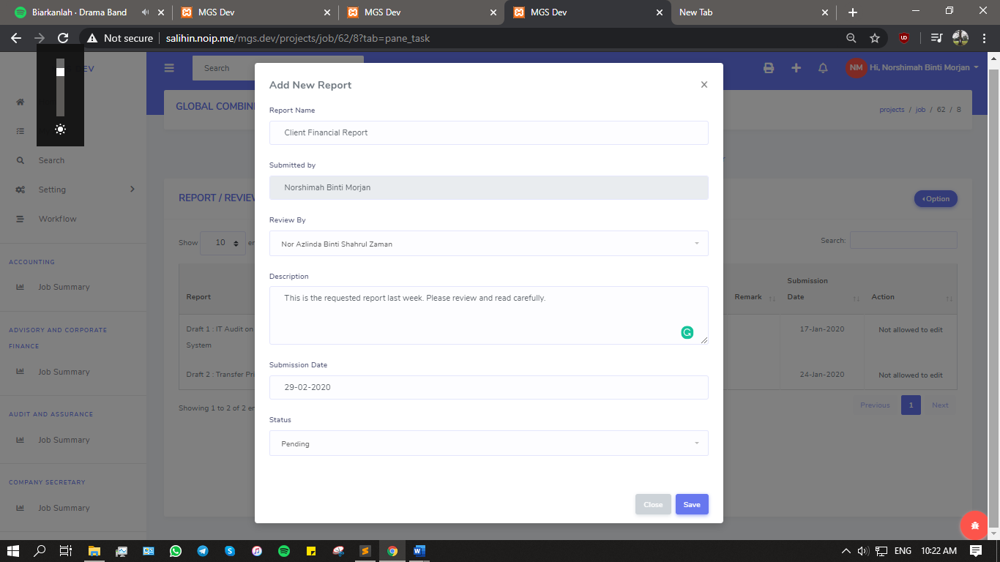 Biarkanlah · Drama Band
MGS Dev
MGS Dev
MGS Dev
New Tab
Not secure
salihin.noip.me/mgs.dev/projects/job/62/8?tab=pane_task
DEV
Search
Hi, Norshimah Binti Morjan
NM
GLOBAL COMBIN
projects / job / 62 / 8
Search
Setting
Workflow
ACCOUNTING
Job Summary
ADVISORY AND CORPORATE
FINANCE
Job Summary
AUDIT AND ASSURANCE
Job Summary
COMPANY SECRETARY
Job Summary
REPORT / REVIEW
Option
Show 10 en
Search:
Report
Remark
Submission
Date
Action
Draft 1 : IT Audit on
System
17-Jan-2020
Not allowed to edit
Draft 2 : Transfer Pri
24-Jan-2020
Not allowed to edit
Showing 1 to 2 of 2 en
Previous 1 Next
Add New Report
Report Name
Client Financial Report
Submitted by
Norshimah Binti Morjan
Review By
Nor Azlinda Binti Shahrul Zaman
Description
This is the requested report last week. Please review and read carefully.
Submission Date
29-02-2020
Status
Pending
Close
Save
ENG
10:22 AM